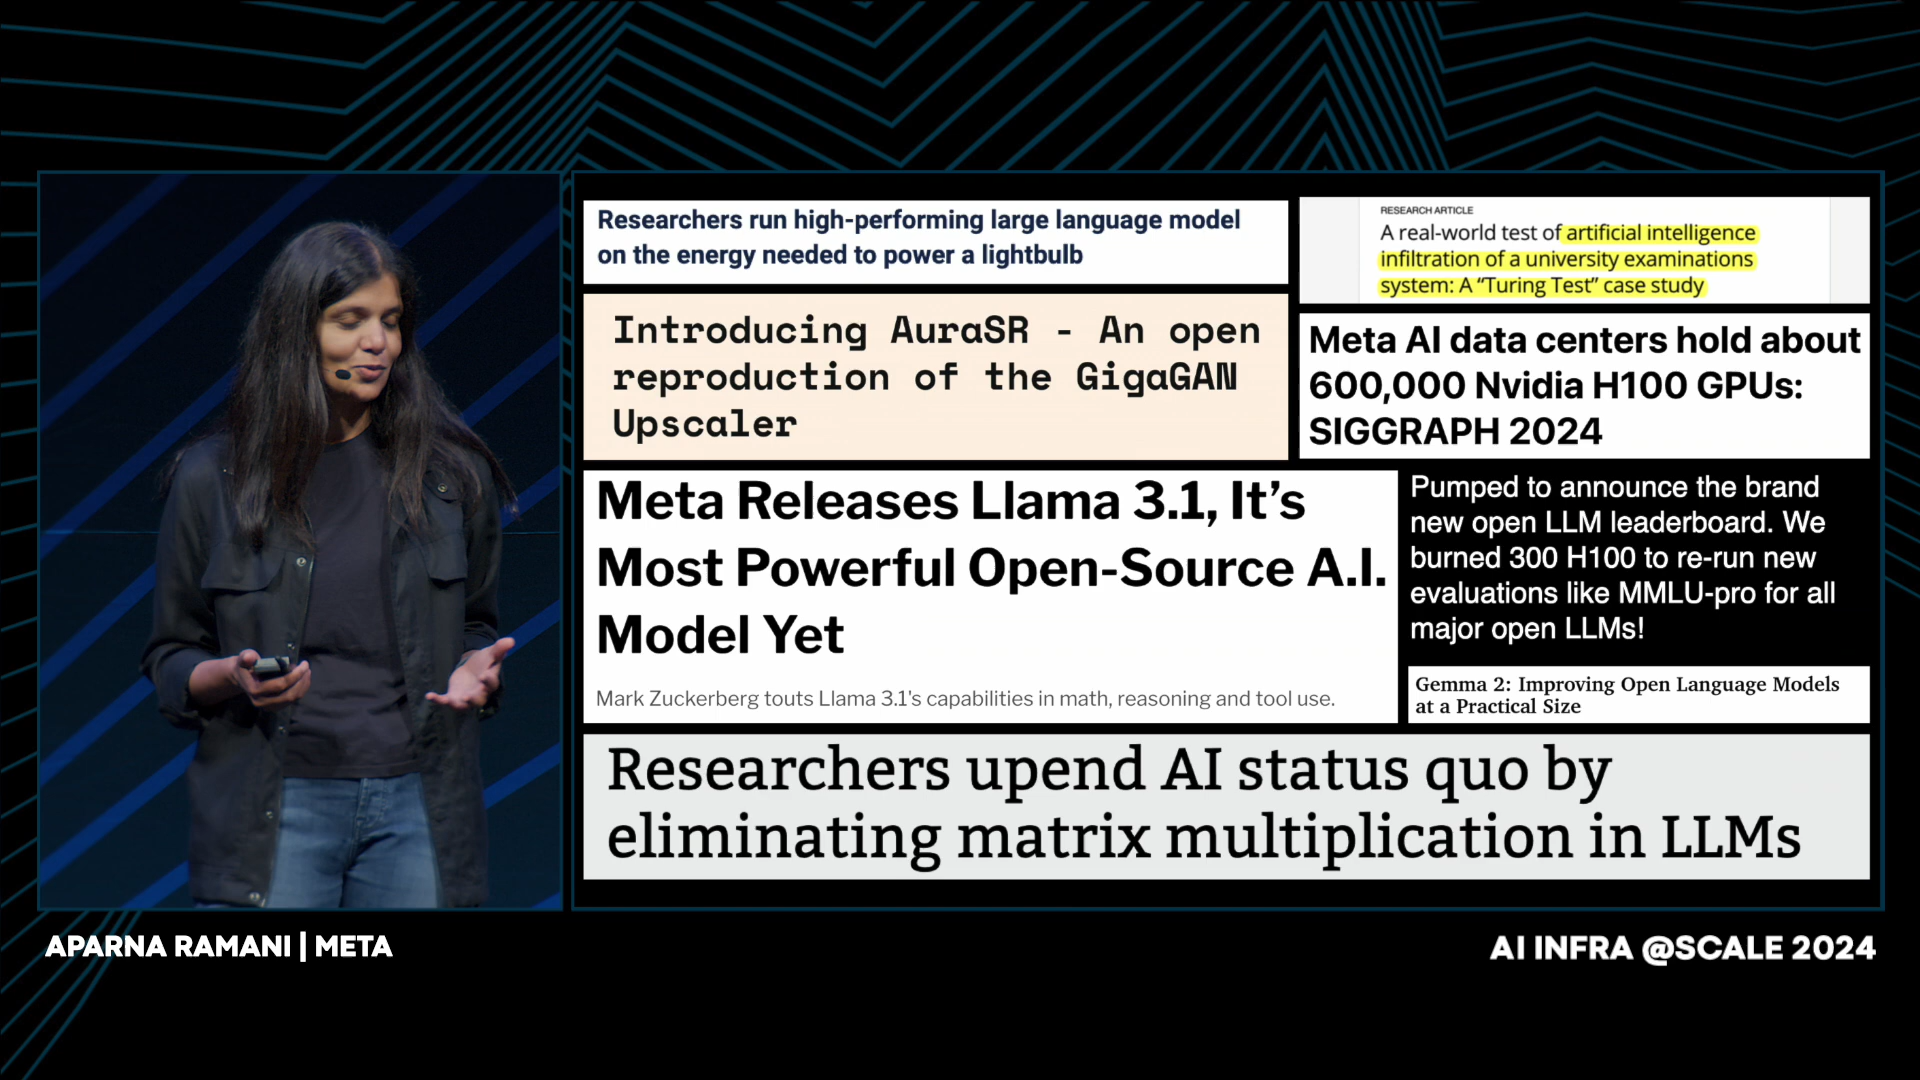 Researchers run high-performing large language model
on the energy needed to power a lightbulb
RESEARCH ARTICLE
A real-world test of artificial intelligence
infiltration of a university examinations
system: A “Turing Test” case study
Introducing AuraSR - An open
reproduction of the GigaGAN
Upscaler
Meta AI data centers hold about
600,000 Nvidia H100 GPUs:
SIGGRAPH 2024
Meta Releases Llama 3.1, It’s
Most Powerful Open-Source A.I.
Model Yet
Mark Zuckerberg touts Llama 3.1's capabilities in math, reasoning and tool use.
Pumped to announce the brand
new open LLM leaderboard. We
burned 300 H100 to re-run new
evaluations like MMLU-pro for all
major open LLMs!
Gemma 2: Improving Open Language Models
at a Practical Size
Researchers upend AI status quo by
eliminating matrix multiplication in LLMs
APARNA RAMANI | META
AI INFRA @SCALE 2024